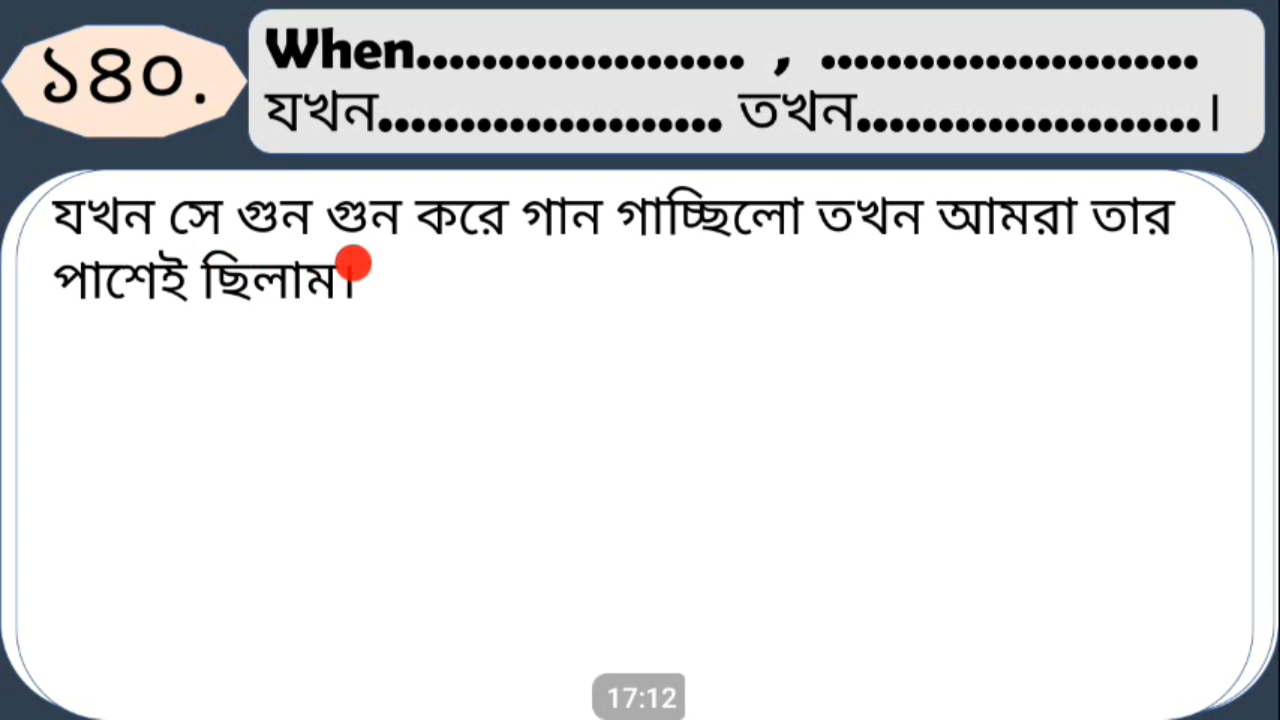 ১৪০.
When.................... , .......................
যখন..................... তখন.....................।
যখন সে গুন গুন করে গান গাচ্ছিলো তখন আমরা তার
পাশেই ছিলাম।
17:12